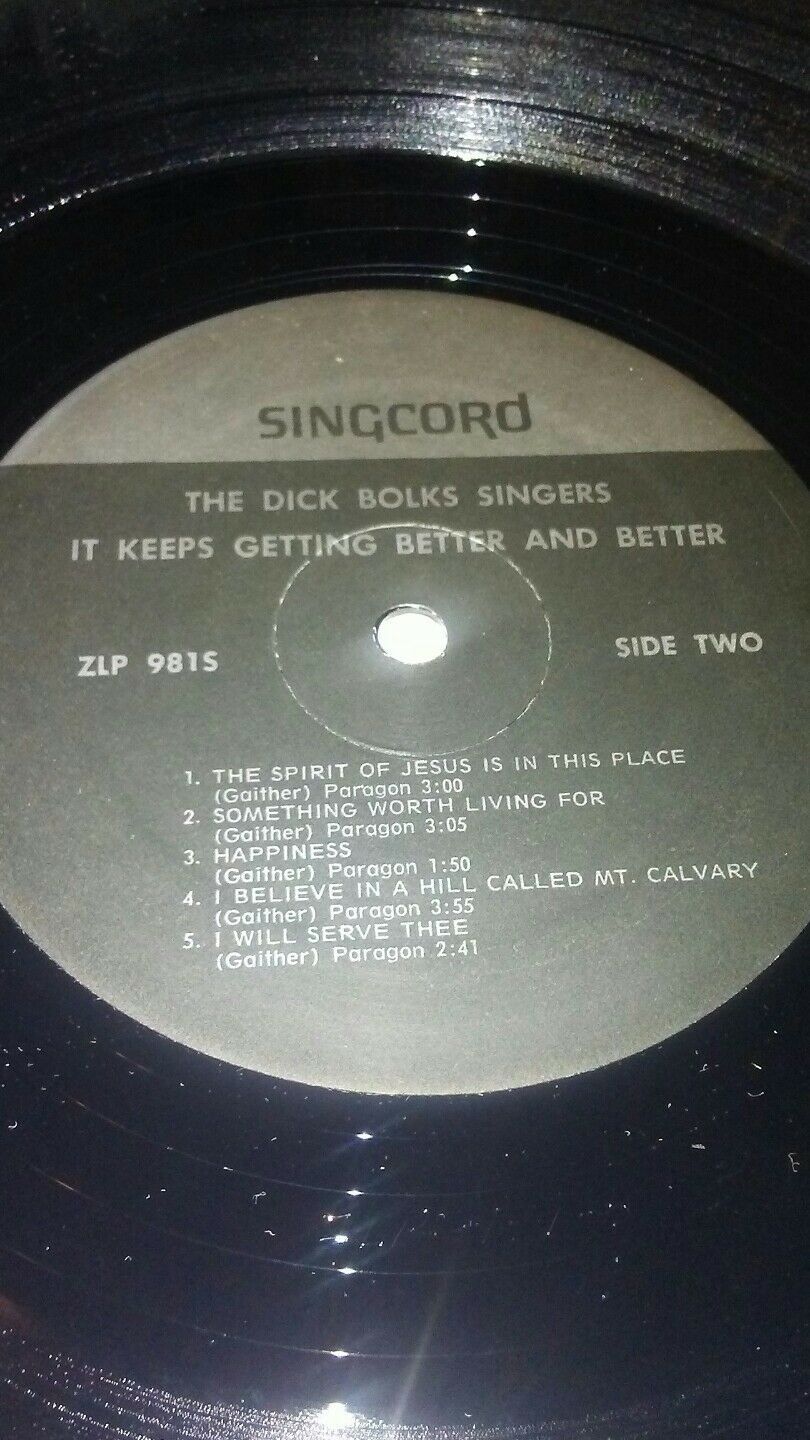 SINGCORD
THE DICK BOLKS SINGERS
IT KEEPS GETTING BETTER AND BETTER
ZLP 981S
SIDE TWO
1. THE SPIRIT OF JESUS IS IN THIS PLACE
(Gaither) Paragon 3:00
2. SOMETHING WORTH LIVING FOR
(Gaither) Paragon 3:05
3. HAPPINESS
(Gaither) Paragon 1:50
4. I BELIEVE IN A HILL CALLED MT. CALVARY
(Gaither) Paragon 3:55
5. I WILL SERVE THEE
(Gaither) Paragon 2:41